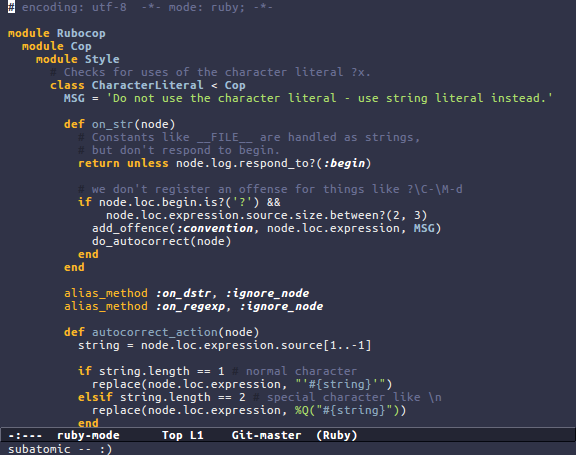 # encoding: utf-8  -*- mode: ruby; -*-

module Rubocop
  module Cop
    module Style
      # Checks for uses of the character literal ?x.
      class CharacterLiteral < Cop
        MSG = 'Do not use the character literal - use string literal instead.'

        def on_str(node)
          # Constants like __FILE__ are handled as strings,
          # but don't respond to begin.
          return unless node.log.respond_to?(:begin)

          # we don't register an offense for things like ?\C-\M-d
          if node.loc.begin.is?('?') &&
              node.loc.expression.source.size.between?(2, 3)
            add_offence(:convention, node.loc.expression, MSG)
            do_autocorrect(node)
          end
        end

        alias_method :on_dstr, :ignore_node
        alias_method :on_regexp, :ignore_node

        def autocorrect_action(node)
          string = node.loc.expression.source[1..-1]

          if string.length == 1 # normal character
            replace(node.loc.expression, "'#{string}'")
          elsif string.length == 2 # special character like \n
            replace(node.loc.expression, %Q("#{string}"))
          end
-:---  ruby-mode      Top L1    Git-master  (Ruby)
subatomic -- :)